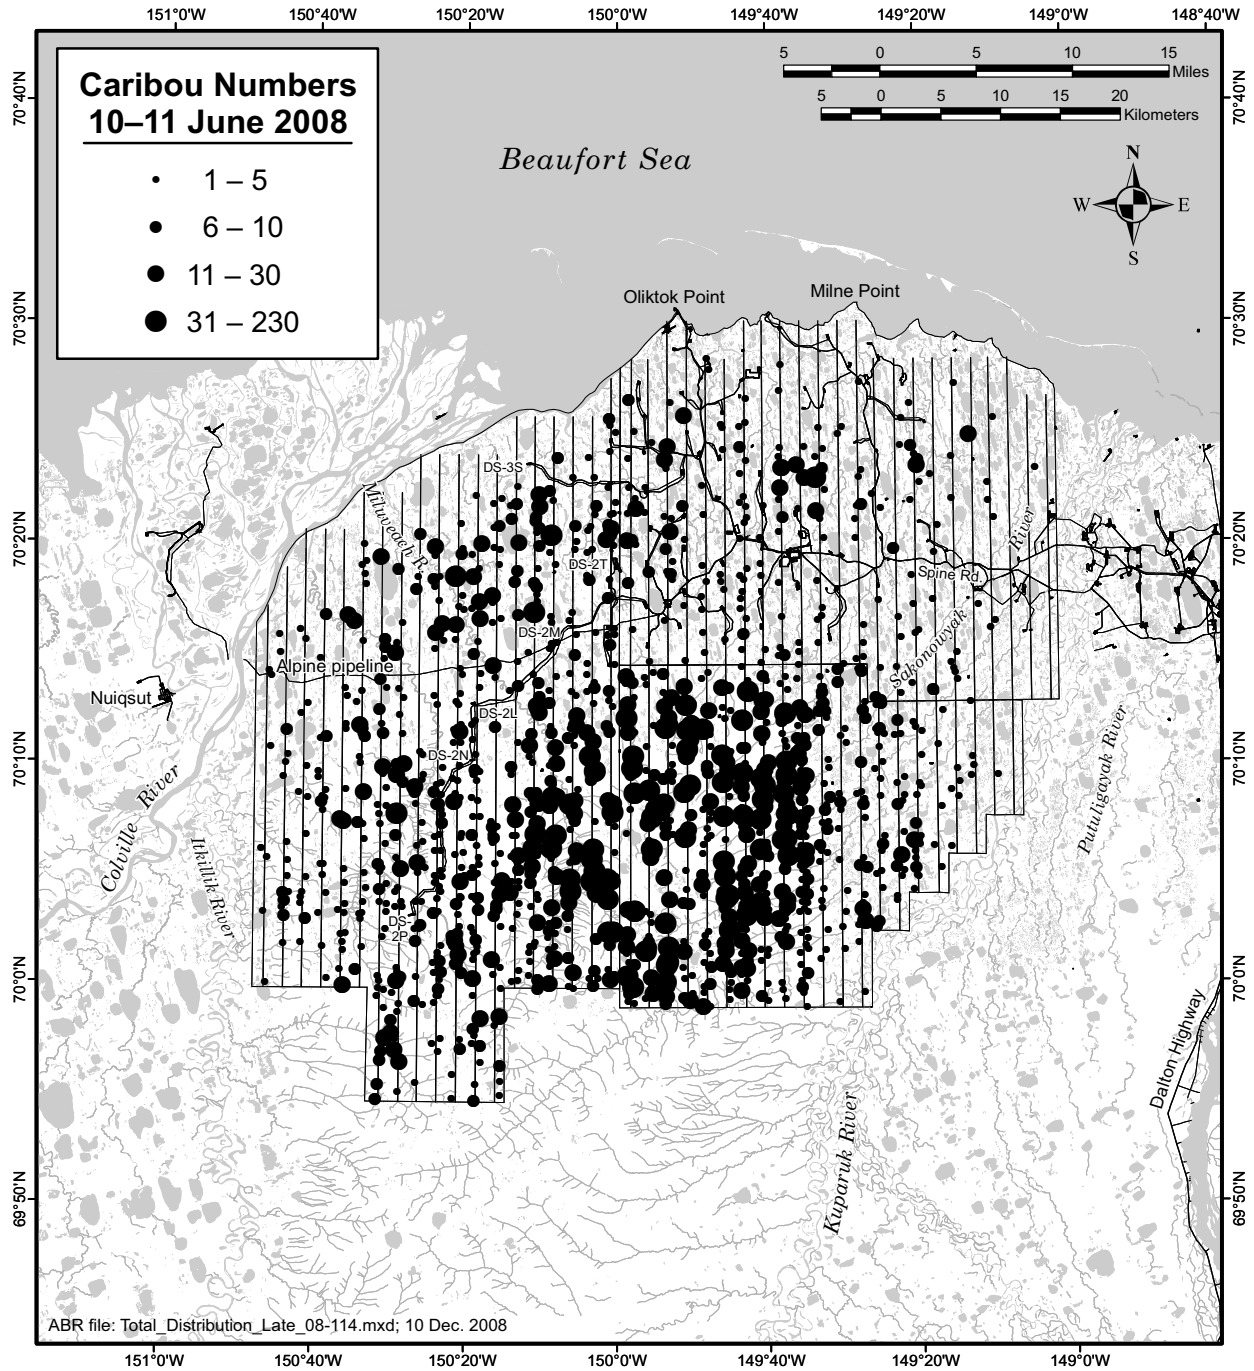 151°0'W 150°40'W 150°20'W 150°0'W 149°40'W 149°20'W 149°0'W 148°40'W
Caribou Numbers
10–11 June 2008
1 – 5
6 – 10
11 – 30
31 – 230
5 0 5 10 15
Miles
5 0 5 10 15 20
Kilometers
N
W E
S
Beaufort Sea
70°40'N 70°40'N
Oliktok Point
Milne Point
70°30'N 70°30'N
DS-3S
Miluveach R.
70°20'N 70°20'N
DS-2T
Spine Rd.
Sakonowyak River
DS-2M
Alpine pipeline
Nuiqsut
DS-2L
DS-2N
70°10'N 70°10'N
Colville River
Itkillik River
Putuligayak River
DS-
2P
70°0'N 70°0'N
Dalton Highway
Kuparuk River
69°50'N 69°50'N
ABR file: Total_Distribution_Late_08-114.mxd; 10 Dec. 2008
151°0'W 150°40'W 150°20'W 150°0'W 149°40'W 149°20'W 149°0'W